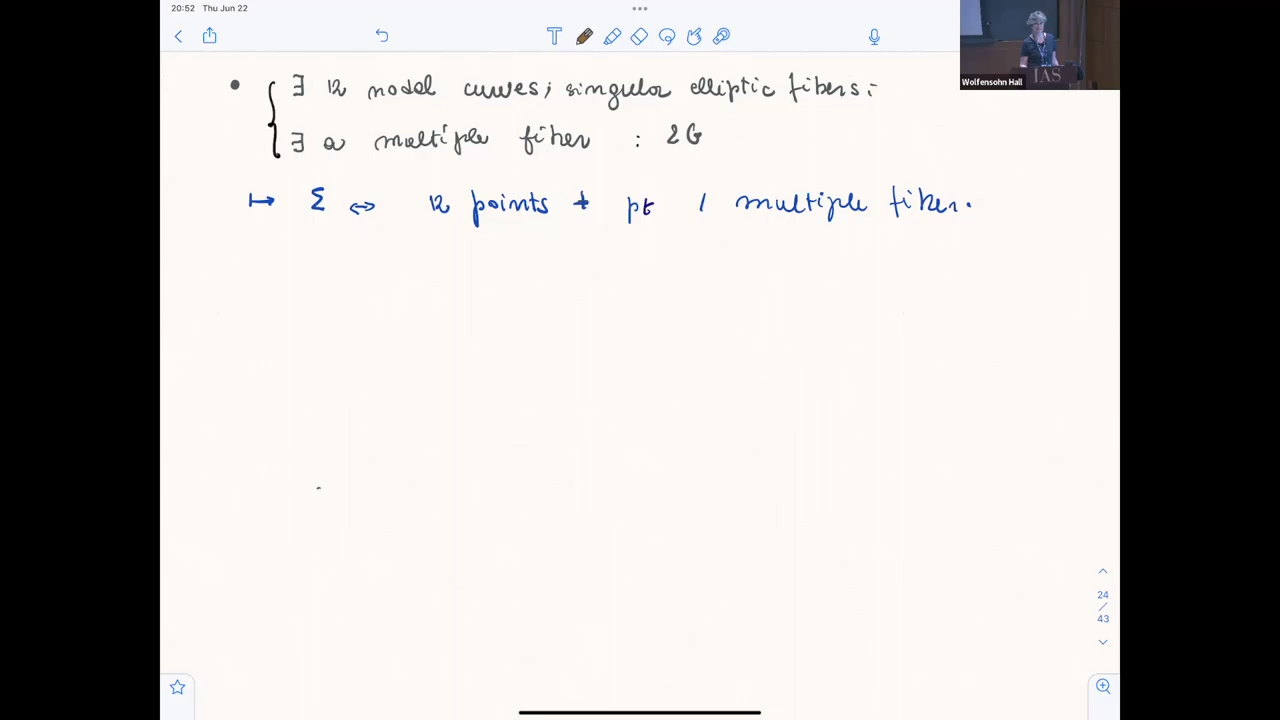 20:52 Thu Jun 22
Wolfensohn Hall
IAS
• { ∃ 12 nodal curves; singular elliptic fibers:
∃ a multiple fiber : 2G
↦ Σ ↔ 12 points + pt / multiple fiber.
24
/
43